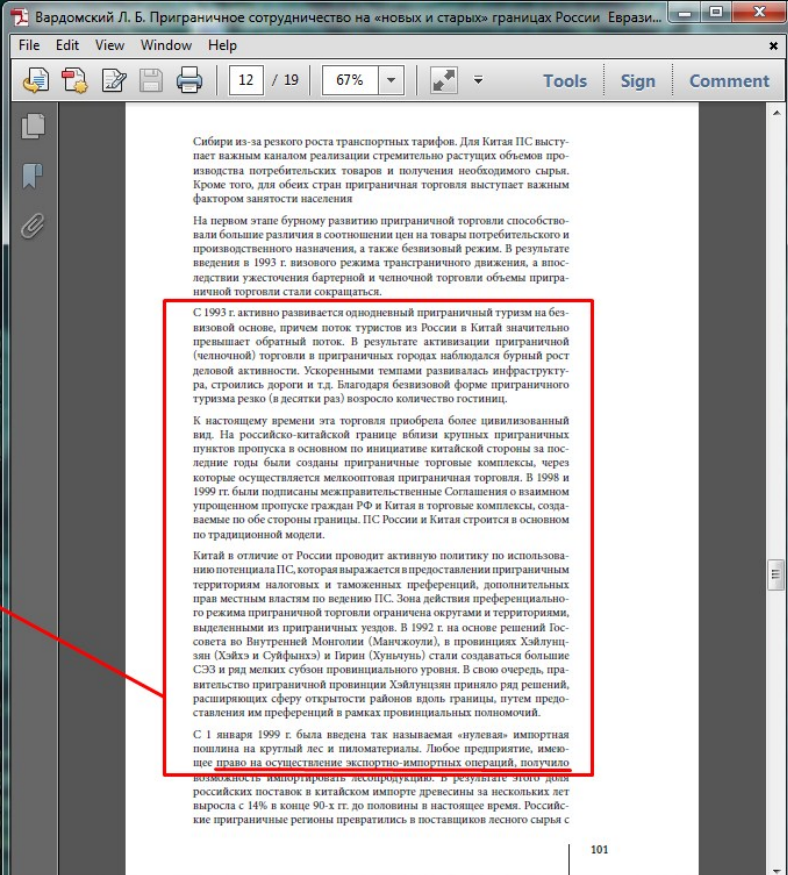 Вардомский Л. Б. Приграничное сотрудничество на «новых и старых» границах России Еврази...
File Edit View Window Help
12 / 19 67% Tools Sign Comment
Сибири из-за резкого роста транспортных тарифов. Для Китая ПС высту-
пает важным каналом реализации стремительно растущих объемов про-
изводства потребительских товаров и получения необходимого сырья.
Кроме того, для обеих стран приграничная торговля выступает важным
фактором занятости населения
На первом этапе бурному развитию приграничной торговли способство-
вали большие различия в соотношении цен на товары потребительского и
производственного назначения, а также безвизовый режим. В результате
введения в 1993 г. визового режима трансграничного движения, а впос-
ледствии ужесточения бартерной и челночной торговли объемы пригра-
ничной торговли стали сокращаться.
С 1993 г. активно развивается однодневный приграничный туризм на без-
визовой основе, причем поток туристов из России в Китай значительно
превышает обратный поток. В результате активизации приграничной
(челночной) торговли в приграничных городах наблюдался бурный рост
деловой активности. Ускоренными темпами развивалась инфраструкту-
ра, строились дороги и т.д. Благодаря безвизовой форме приграничного
туризма резко (в десятки раз) возросло количество гостиниц.
К настоящему времени эта торговля приобрела более цивилизованный
вид. На российско-китайской границе вблизи крупных приграничных
пунктов пропуска в основном по инициативе китайской стороны за пос-
ледние годы были созданы приграничные торговые комплексы, через
которые осуществляется мелкооптовая приграничная торговля. В 1998 и
1999 гг. были подписаны межправительственные Соглашения о взаимном
упрощенном пропуске граждан РФ и Китая в торговые комплексы, созда-
ваемые по обе стороны границы. ПС России и Китая строится в основном
по традиционной модели.
Китай в отличие от России проводит активную политику по использова-
нию потенциала ПС, которая выражается в предоставлении приграничным
территориям налоговых и таможенных преференций, дополнительных
прав местным властям по ведению ПС. Зона действия преференциально-
го режима приграничной торговли ограничена округами и территориями,
выделенными из приграничных уездов. В 1992 г. на основе решений Гос-
совета во Внутренней Монголии (Манчжоули), в провинциях Хэйлунц-
зян (Хэйхэ и Суйфынхэ) и Гирин (Хуньчунь) стали создаваться большие
СЭЗ и ряд мелких субзон провинциального уровня. В свою очередь, пра-
вительство приграничной провинции Хэйлунцзян приняло ряд решений,
расширяющих сферу открытости районов вдоль границы, путем предо-
ставления им преференций в рамках провинциальных полномочий.
С 1 января 1999 г. была введена так называемая «нулевая» импортная
пошлина на круглый лес и пиломатериалы. Любое предприятие, имею-
щее право на осуществление экспортно-импортных операций, получило
возможность импортировать лесопродукцию. В результате этого доля
российских поставок в китайском импорте древесины за несколько лет
выросла с 14% в конце 90-х гг. до половины в настоящее время. Российс-
кие приграничные регионы превратились в поставщиков лесного сырья с
101